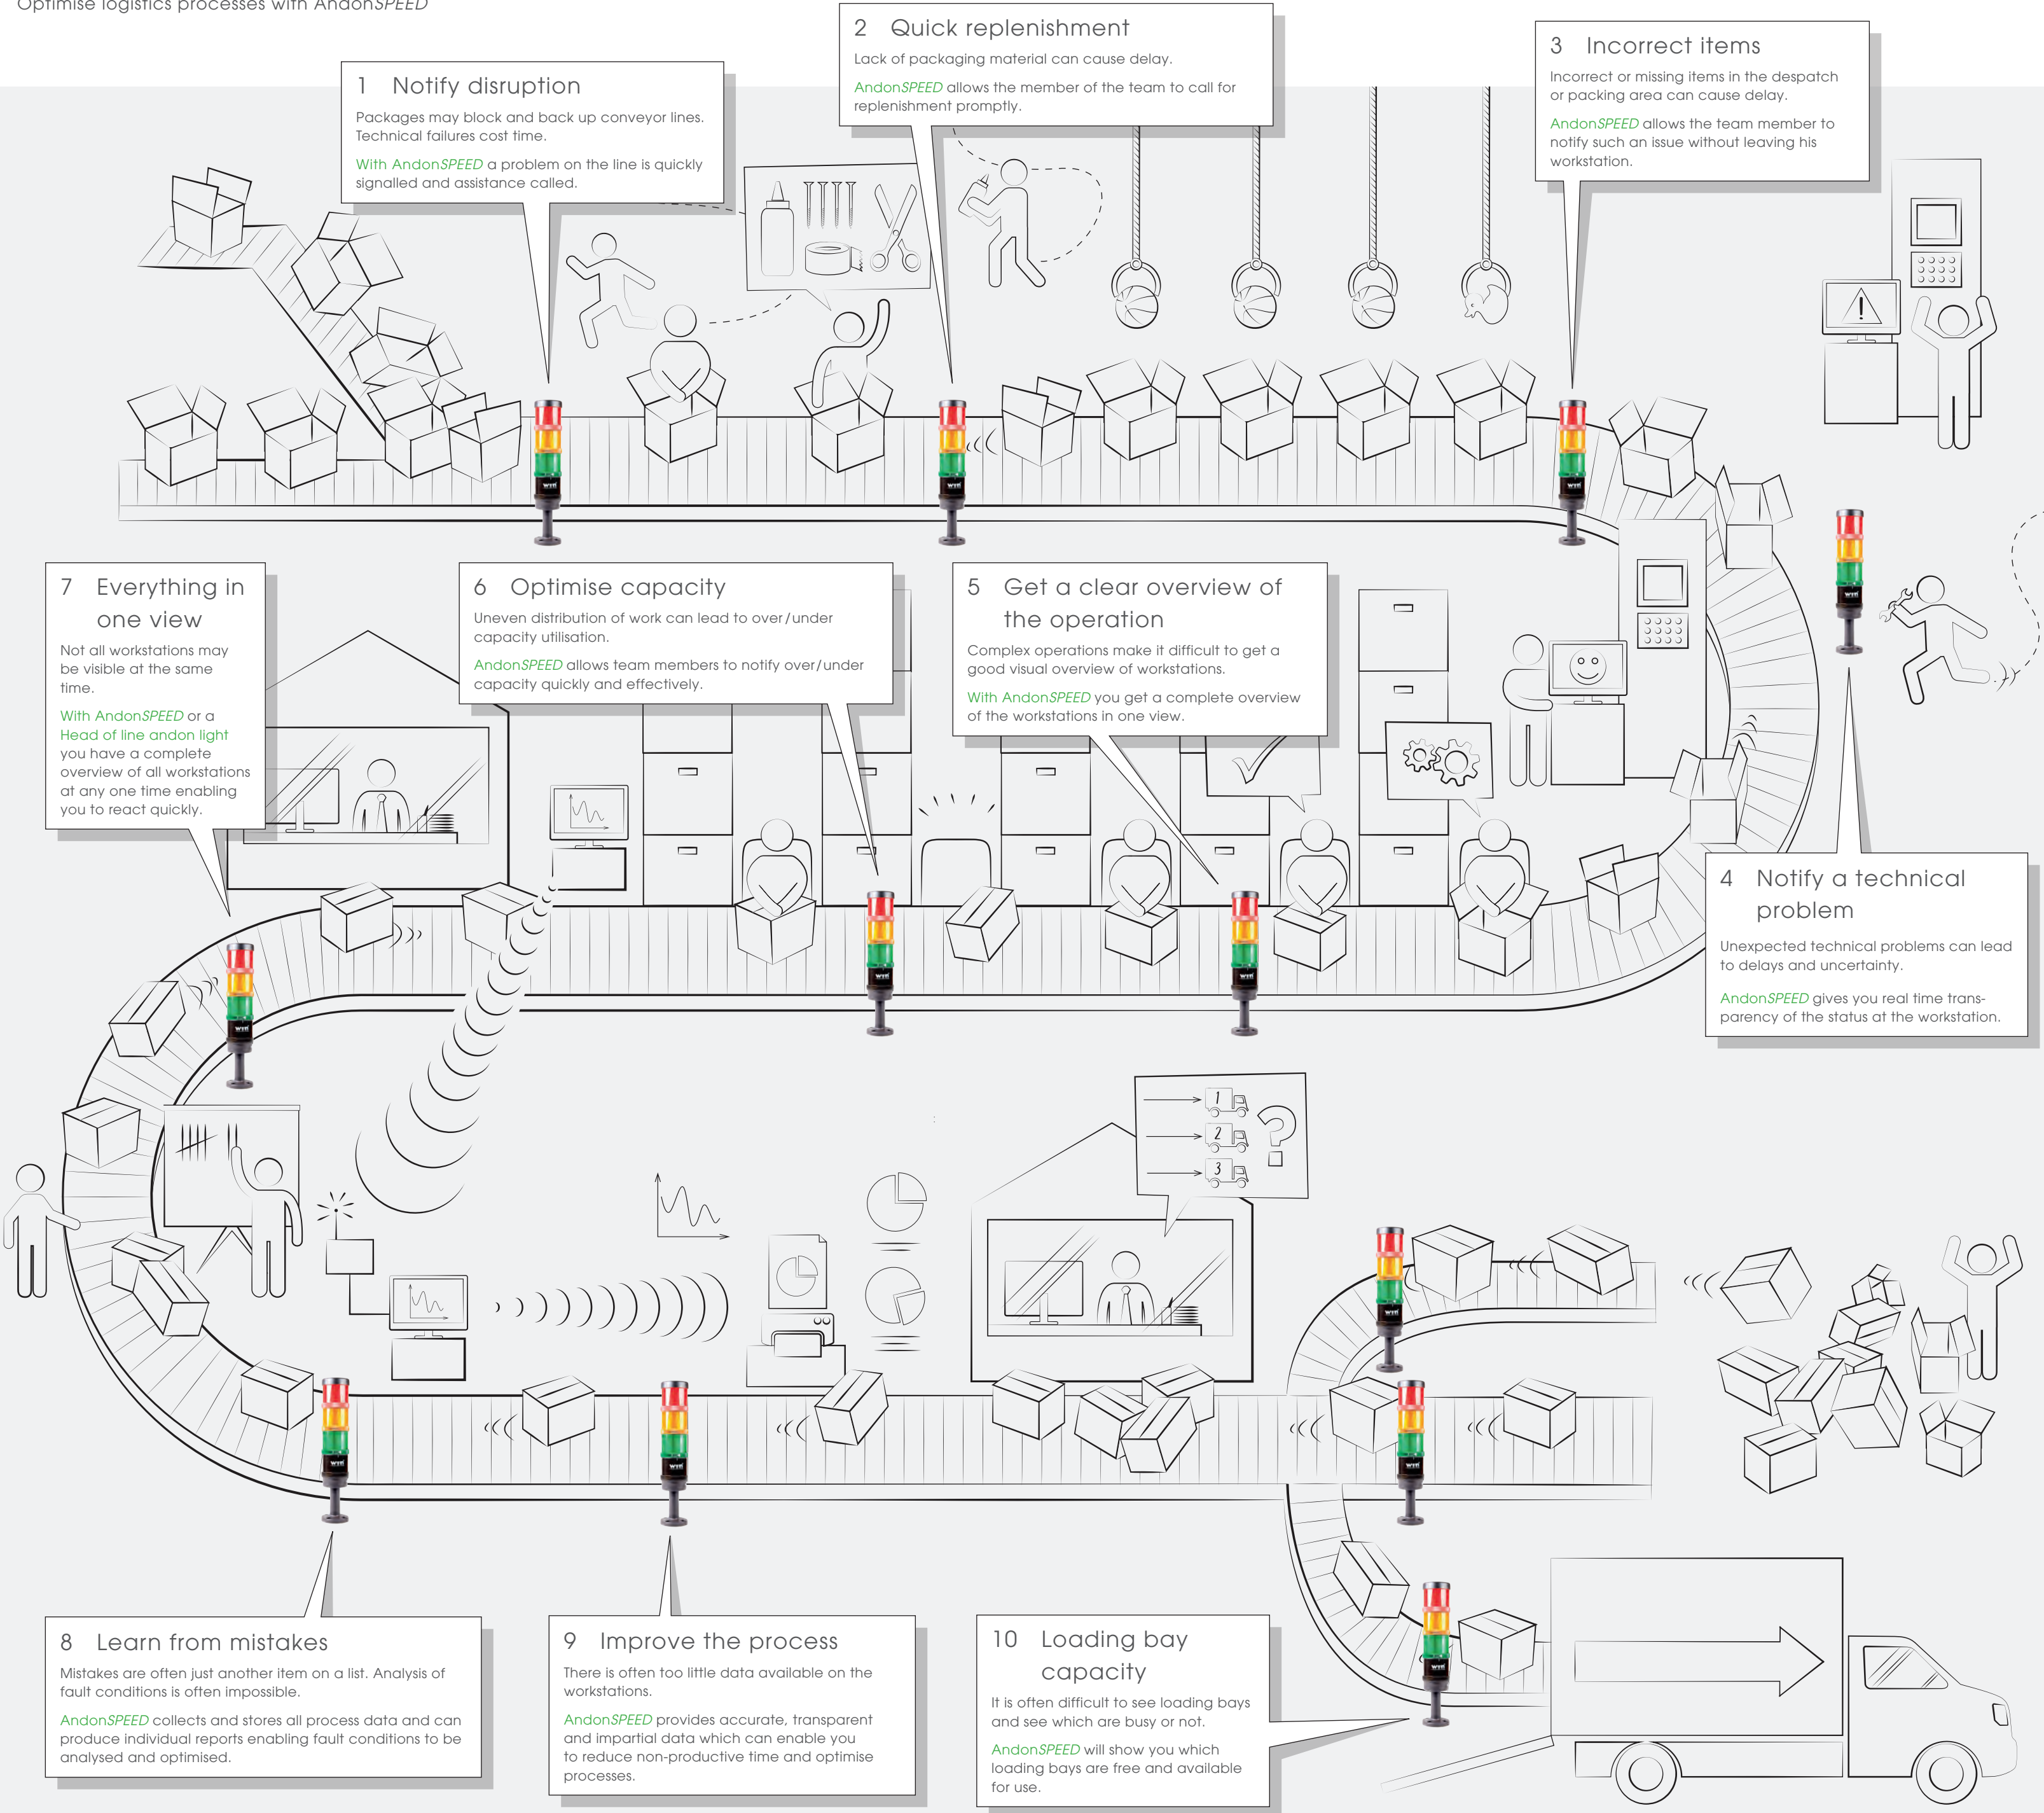 Optimise logistics processes with AndonSPEED
1 Notify disruption
Packages may block and back up conveyor lines.
Technical failures cost time.
With AndonSPEED a problem on the line is quickly
signalled and assistance called.
2 Quick replenishment
Lack of packaging material can cause delay.
AndonSPEED allows the member of the team to call for
replenishment promptly.
3 Incorrect items
Incorrect or missing items in the despatch
or packing area can cause delay.
AndonSPEED allows the team member to
notify such an issue without leaving his
workstation.
!
4 Notify a technical
problem
Unexpected technical problems can lead
to delays and uncertainty.
AndonSPEED gives you real time trans-
parency of the status at the workstation.
5 Get a clear overview of
the operation
Complex operations make it difficult to get a
good visual overview of workstations.
With AndonSPEED you get a complete overview
of the workstations in one view.
6 Optimise capacity
Uneven distribution of work can lead to over/under
capacity utilisation.
AndonSPEED allows team members to notify over/under
capacity quickly and effectively.
7 Everything in
one view
Not all workstations may
be visible at the same
time.
With AndonSPEED or a
Head of line andon light
you have a complete
overview of all workstations
at any one time enabling
you to react quickly.
1
2
3
?
8 Learn from mistakes
Mistakes are often just another item on a list. Analysis of
fault conditions is often impossible.
AndonSPEED collects and stores all process data and can
produce individual reports enabling fault conditions to be
analysed and optimised.
9 Improve the process
There is often too little data available on the
workstations.
AndonSPEED provides accurate, transparent
and impartial data which can enable you
to reduce non-productive time and optimise
processes.
10 Loading bay
capacity
It is often difficult to see loading bays
and see which are busy or not.
AndonSPEED will show you which
loading bays are free and available
for use.